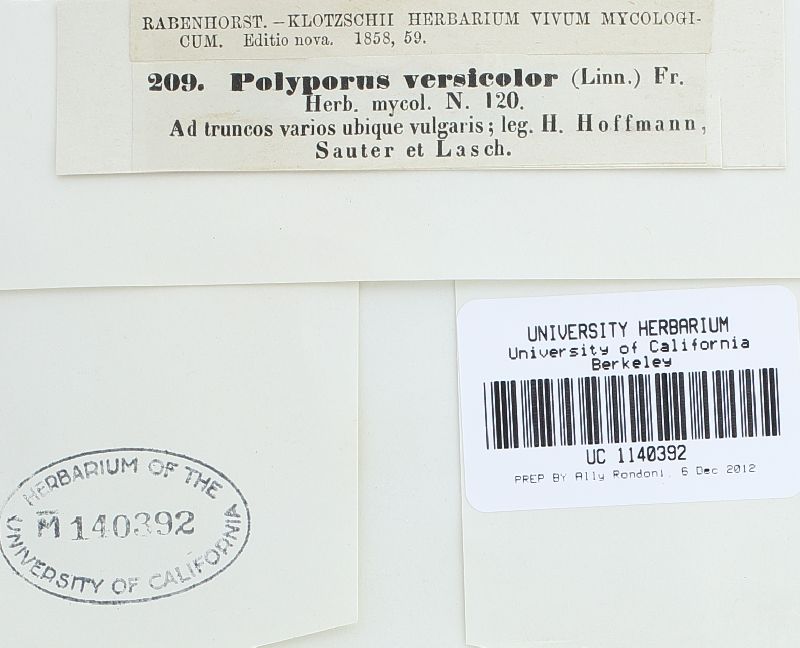 RABENHORST. – KLOTZSCHII HERBARIUM VIVUM MYCOLOGI-
CUM. Editio nova. 1858, 59.
209. Polyporus versicolor (Linn.) Fr.
Herb. mycol. N. 120.
Ad truncos varios ubique vulgaris; leg. H. Hoffmann,
Sauter et Lasch.
UNIVERSITY HERBARIUM
University of California
Berkeley
UC 1140392
PREP BY Ally Rondoni, 6 Dec 2012
HERBARIUM OF THE
M 140392
UNIVERSITY OF CALIFORNIA